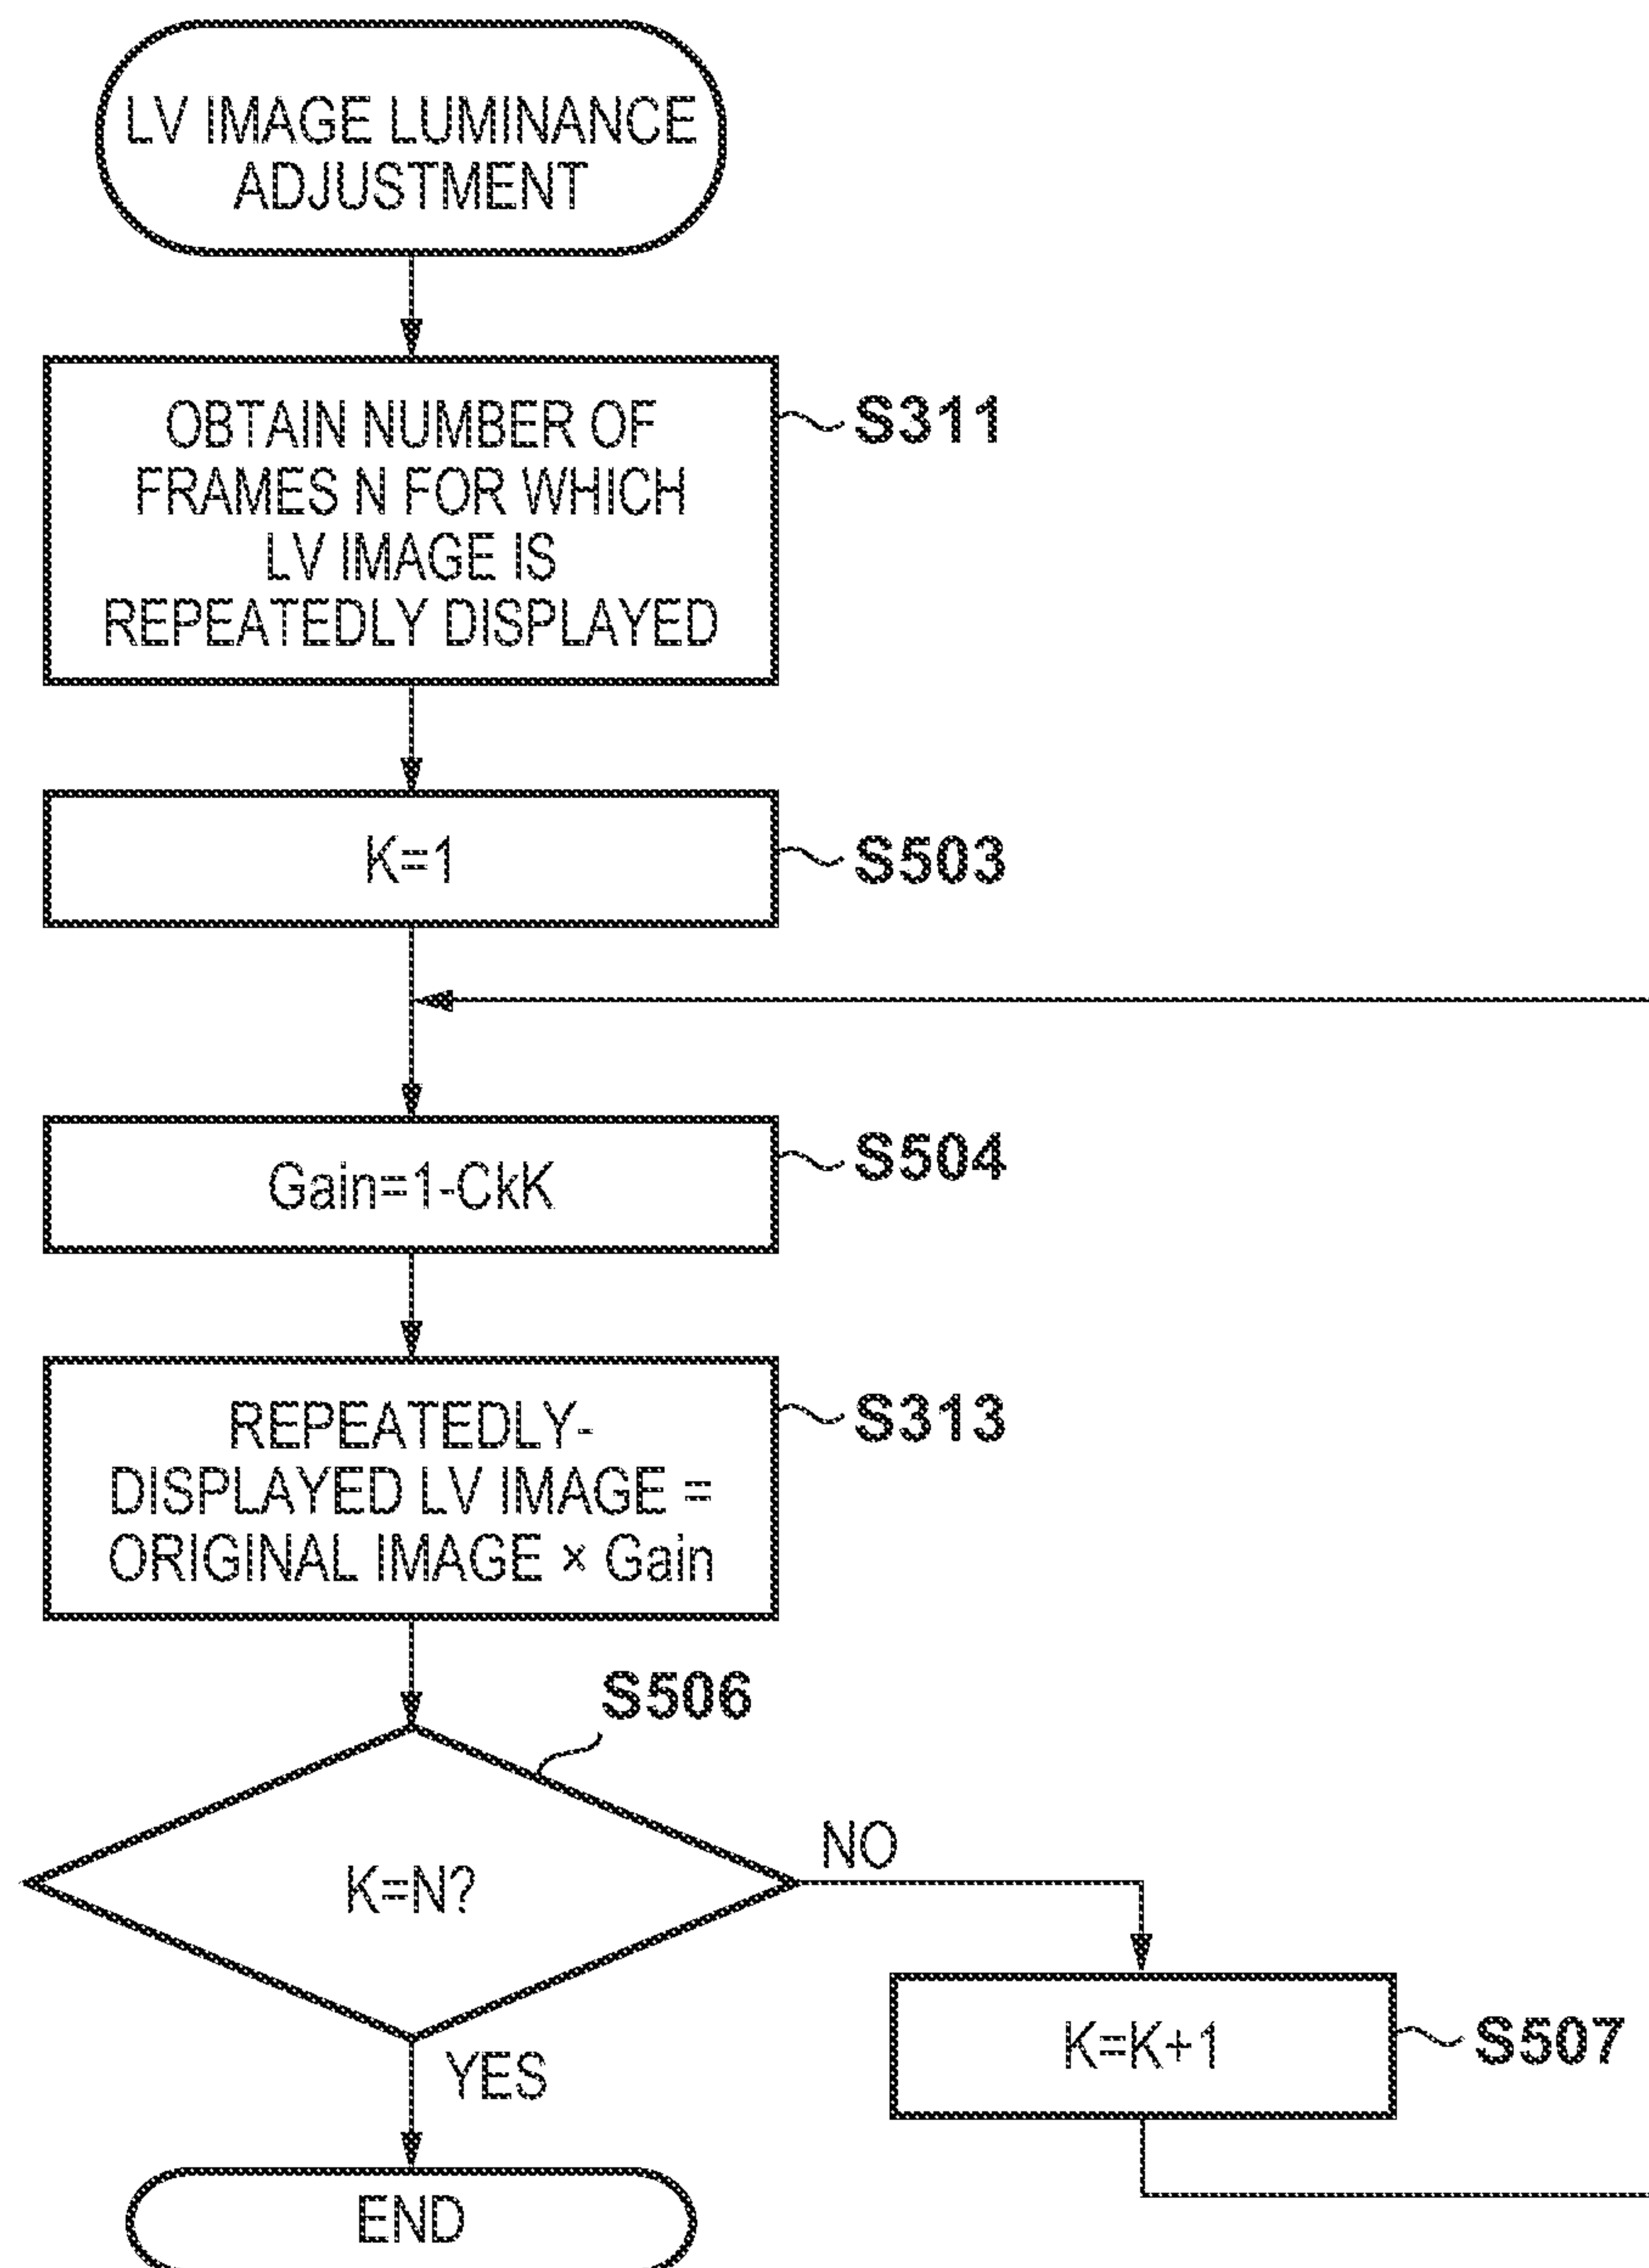 LV IMAGE LUMINANCE
ADJUSTMENT
OBTAIN NUMBER OF
FRAMES N FOR WHICH
LV IMAGE IS
REPEATEDLY DISPLAYED
S311
K=1
S503
Gain=1-CkK
S504
REPEATEDLY-
DISPLAYED LV IMAGE =
ORIGINAL IMAGE × Gain
S313
S506
K=N?
NO
K=K+1
S507
YES
END